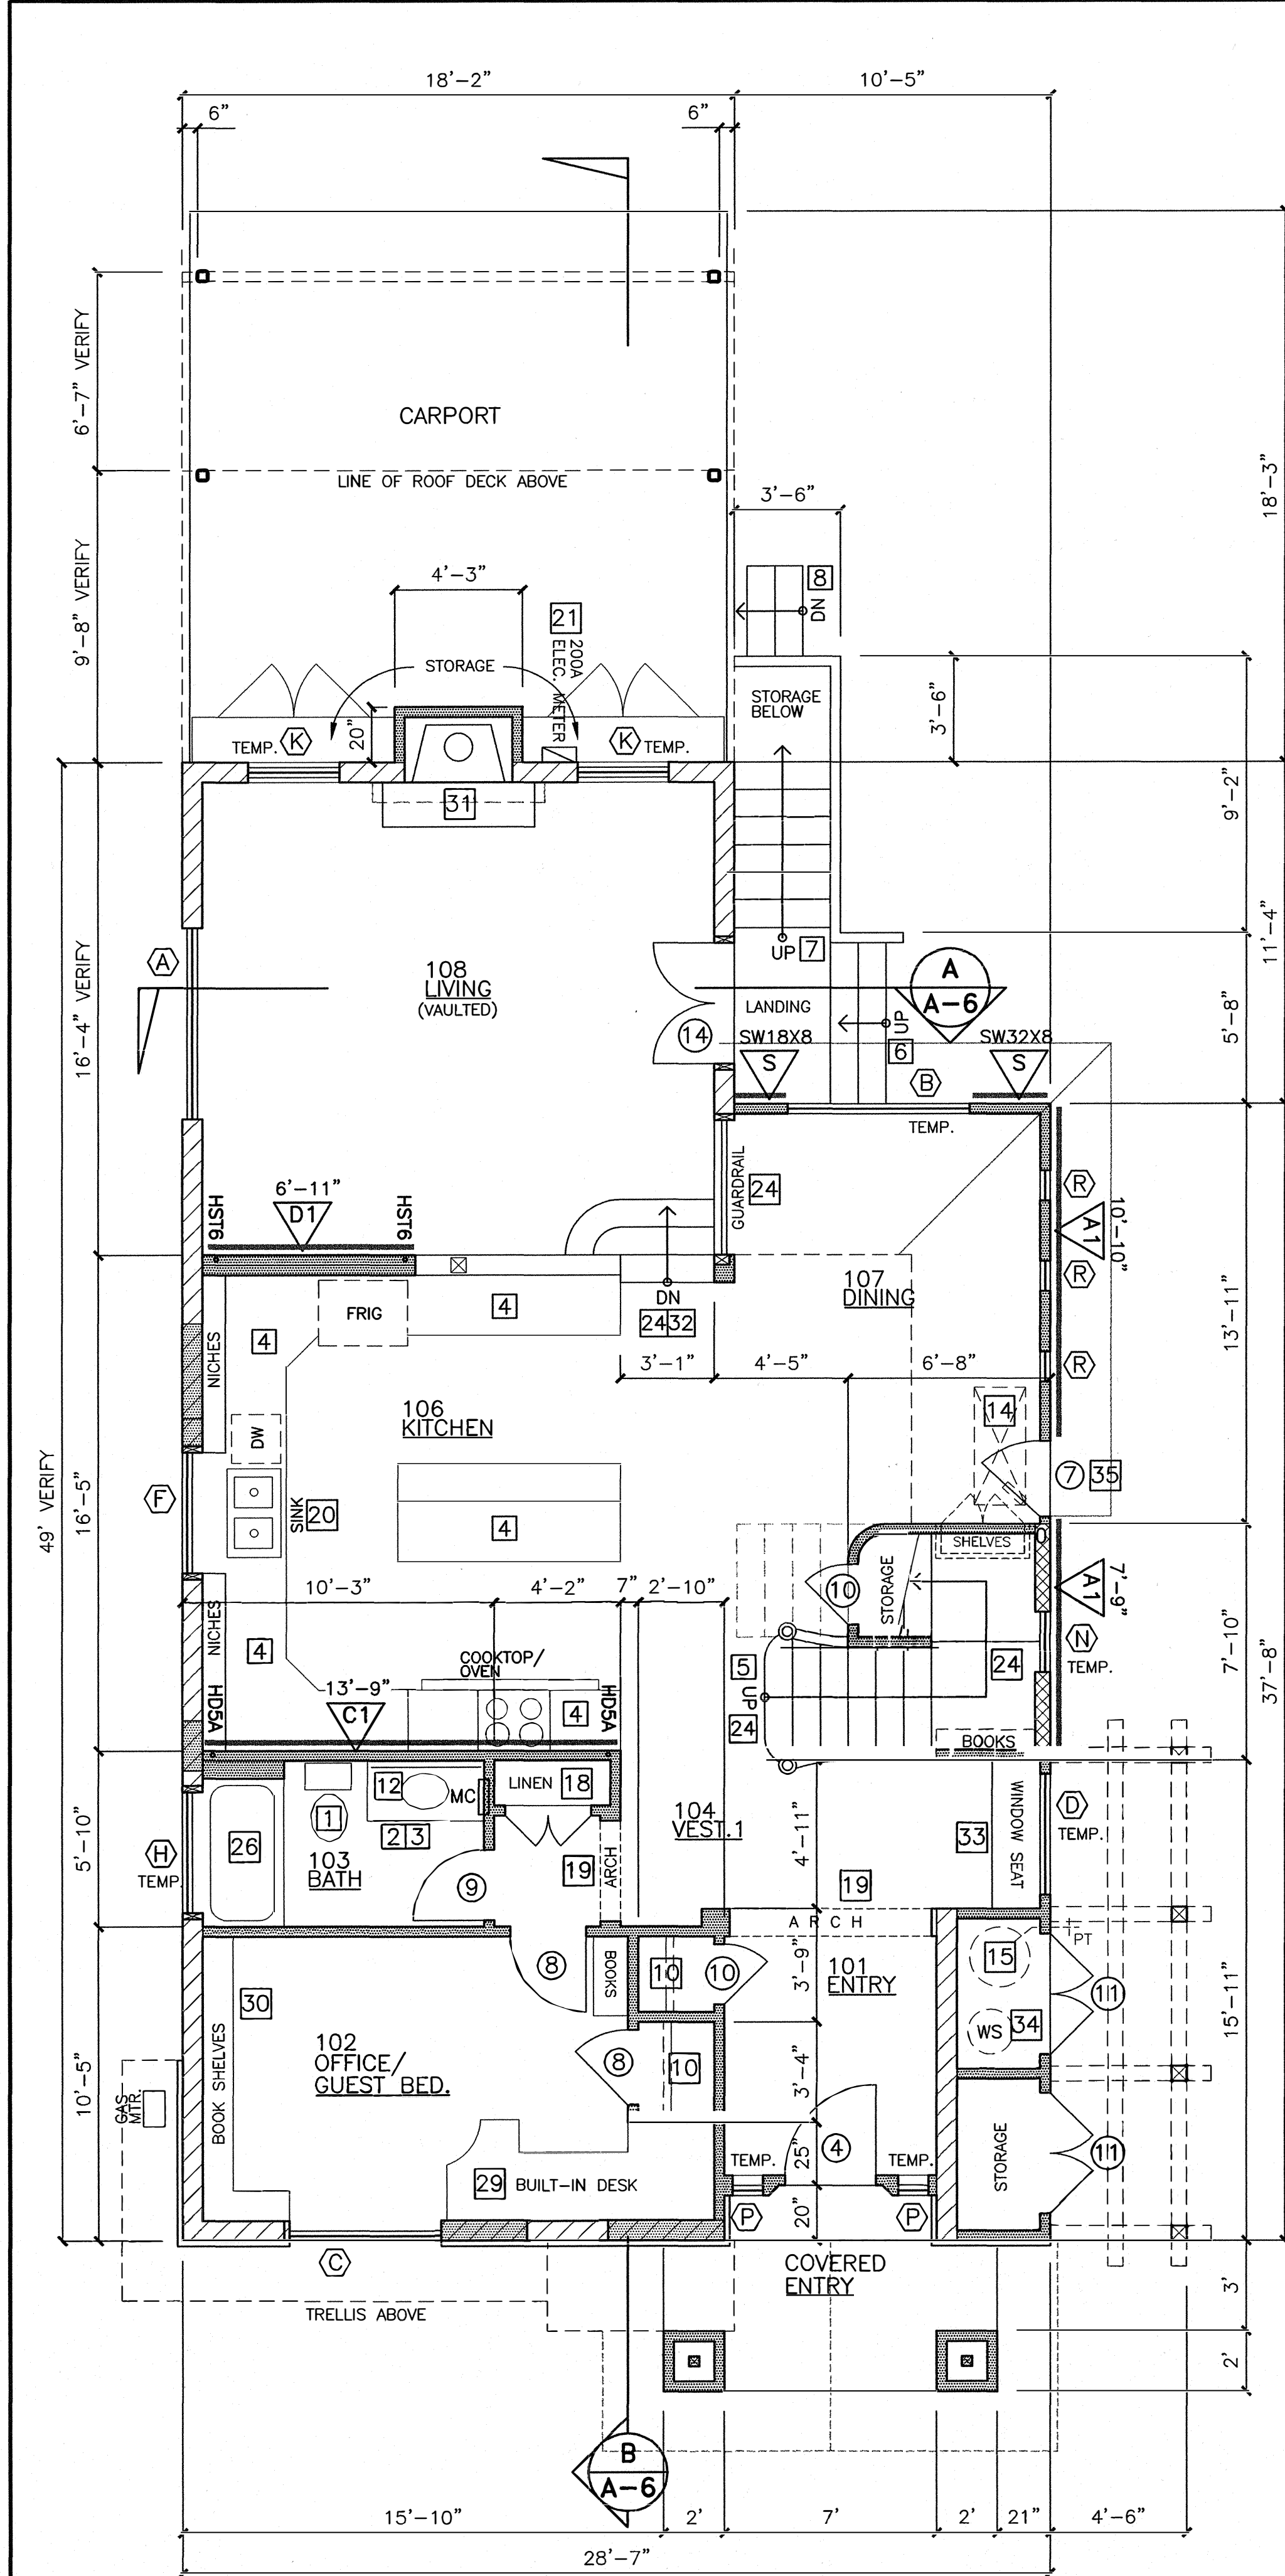 18'-2"
10'-5"
6"
6"
6'-7" VERIFY
CARPORT
LINE OF ROOF DECK ABOVE
18'-3"
3'-6"
9'-8" VERIFY
4'-3"
8
DN
21
200A
ELEC. METER
STORAGE
STORAGE
BELOW
3'-6"
20"
TEMP.
K
K
TEMP.
31
9'-2"
11'-4"
A
16'-4" VERIFY
108
LIVING
(VAULTED)
UP
7
A
A-6
LANDING
14
UP
6
5'-8"
SW18X8
S
SW32X8
S
B
TEMP.
GUARDRAIL
24
R
A1
10'-10"
R
R
HST6
6'-11"
D1
HST6
FRIG
4
4
DN
24
32
107
DINING
13'-11"
3'-1"
4'-5"
6'-8"
NICHES
106
KITCHEN
DW
14
7
35
49' VERIFY
16'-5"
F
SINK
20
4
SHELVES
STORAGE
10
A1
7'-9"
10'-3"
4'-2"
7"
2'-10"
NICHES
4
COOKTOP/
OVEN
4
HD5A
13'-9"
C1
HD5A
5
UP
24
24
N
TEMP.
7'-10"
37'-8"
BOOKS
5'-10"
H
TEMP.
26
1
12
MC
2
3
103
BATH
9
LINEN
18
19
ARCH
104
VEST.1
4'-11"
33
WINDOW SEAT
D
TEMP.
19
ARCH
8
BOOKS
10
10
3'-9"
101
ENTRY
15
PT
11
WS
34
15'-11"
30
BOOK SHELVES
102
OFFICE/
GUEST BED.
8
10
3'-4"
10'-5"
GAS
MTR.
STORAGE
11
29
BUILT-IN DESK
TEMP.
25"
4
TEMP.
P
20"
P
C
COVERED
ENTRY
TRELLIS ABOVE
3'
2'
B
A-6
15'-10"
2'
7'
2'
21"
4'-6"
28'-7"